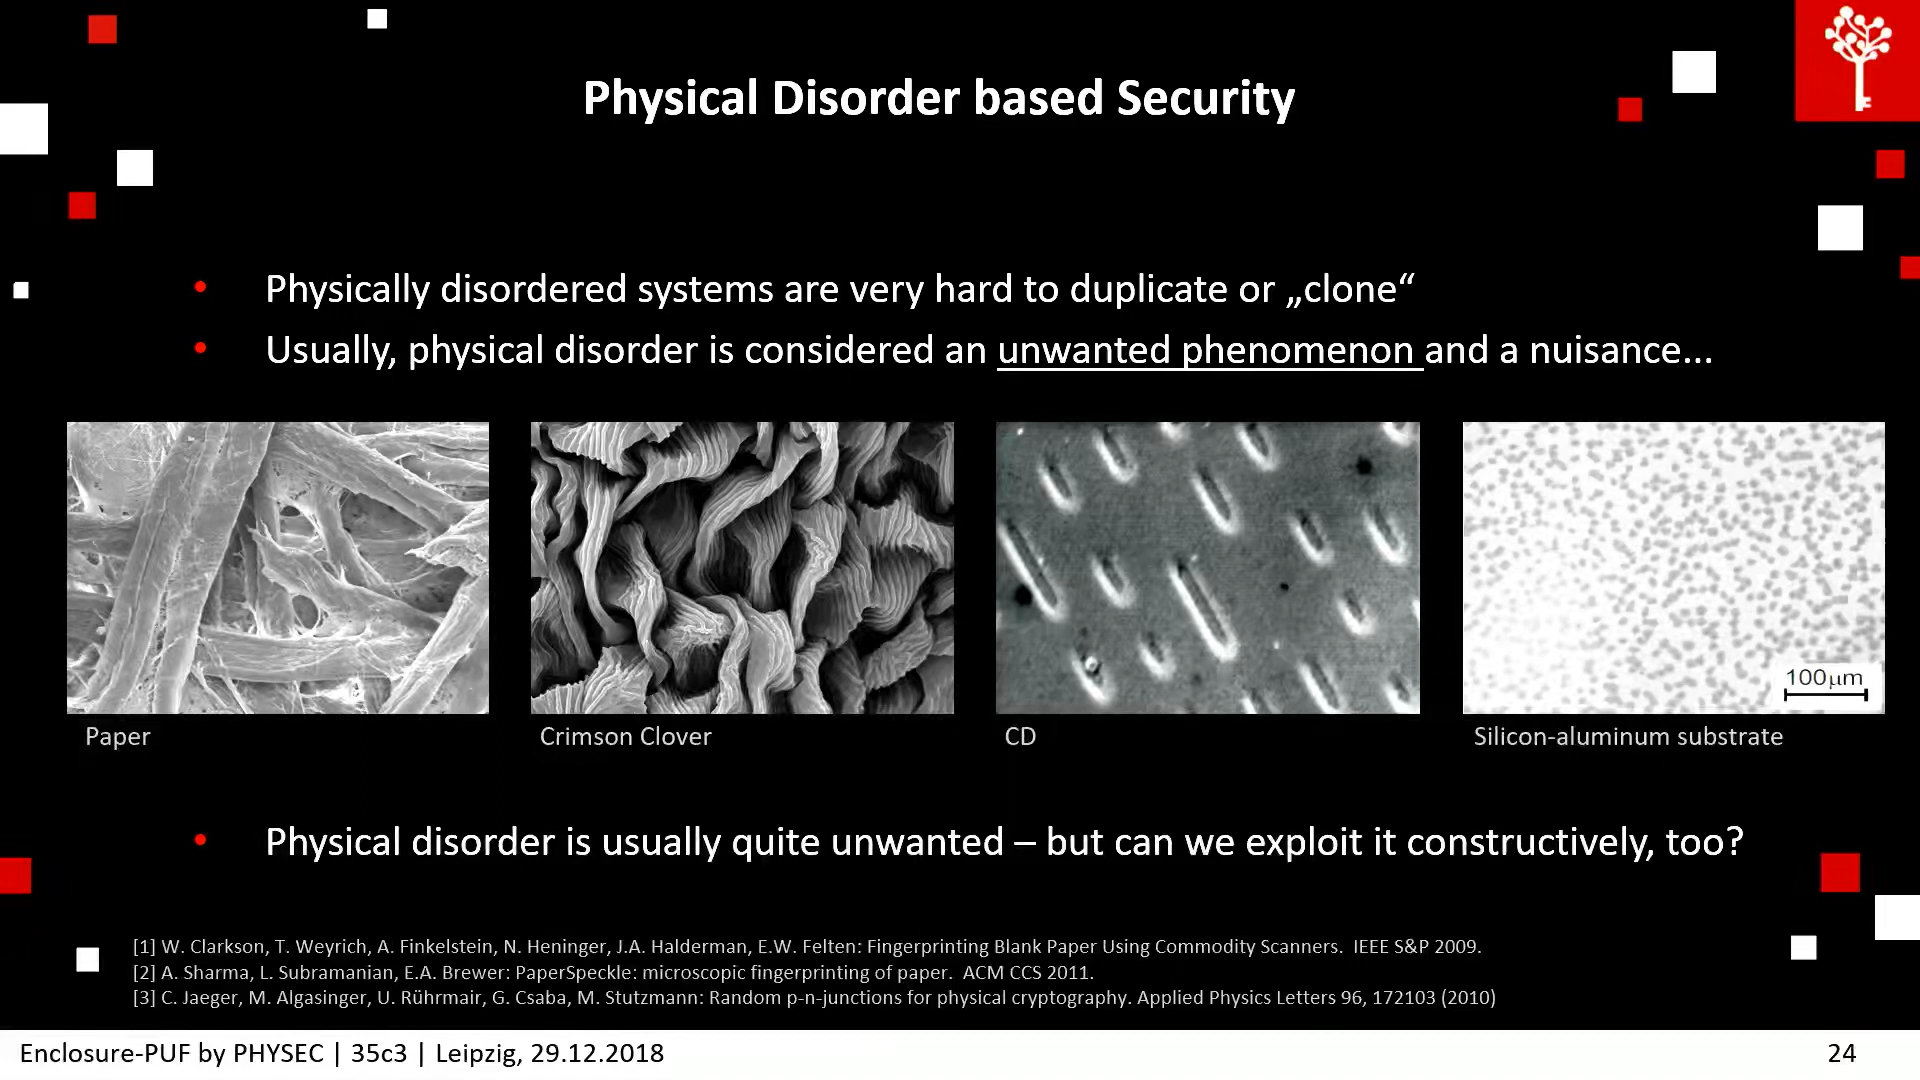 Physical Disorder based Security
• Physically disordered systems are very hard to duplicate or „clone“
• Usually, physical disorder is considered an unwanted phenomenon and a nuisance...
100µm
Paper
Crimson Clover
CD
Silicon-aluminum substrate
• Physical disorder is usually quite unwanted – but can we exploit it constructively, too?
[1] W. Clarkson, T. Weyrich, A. Finkelstein, N. Heninger, J.A. Halderman, E.W. Felten: Fingerprinting Blank Paper Using Commodity Scanners. IEEE S&P 2009.
[2] A. Sharma, L. Subramanian, E.A. Brewer: PaperSpeckle: microscopic fingerprinting of paper. ACM CCS 2011.
[3] C. Jaeger, M. Algasinger, U. Rührmair, G. Csaba, M. Stutzmann: Random p-n-junctions for physical cryptography. Applied Physics Letters 96, 172103 (2010)
Enclosure-PUF by PHYSEC | 35c3 | Leipzig, 29.12.2018
24